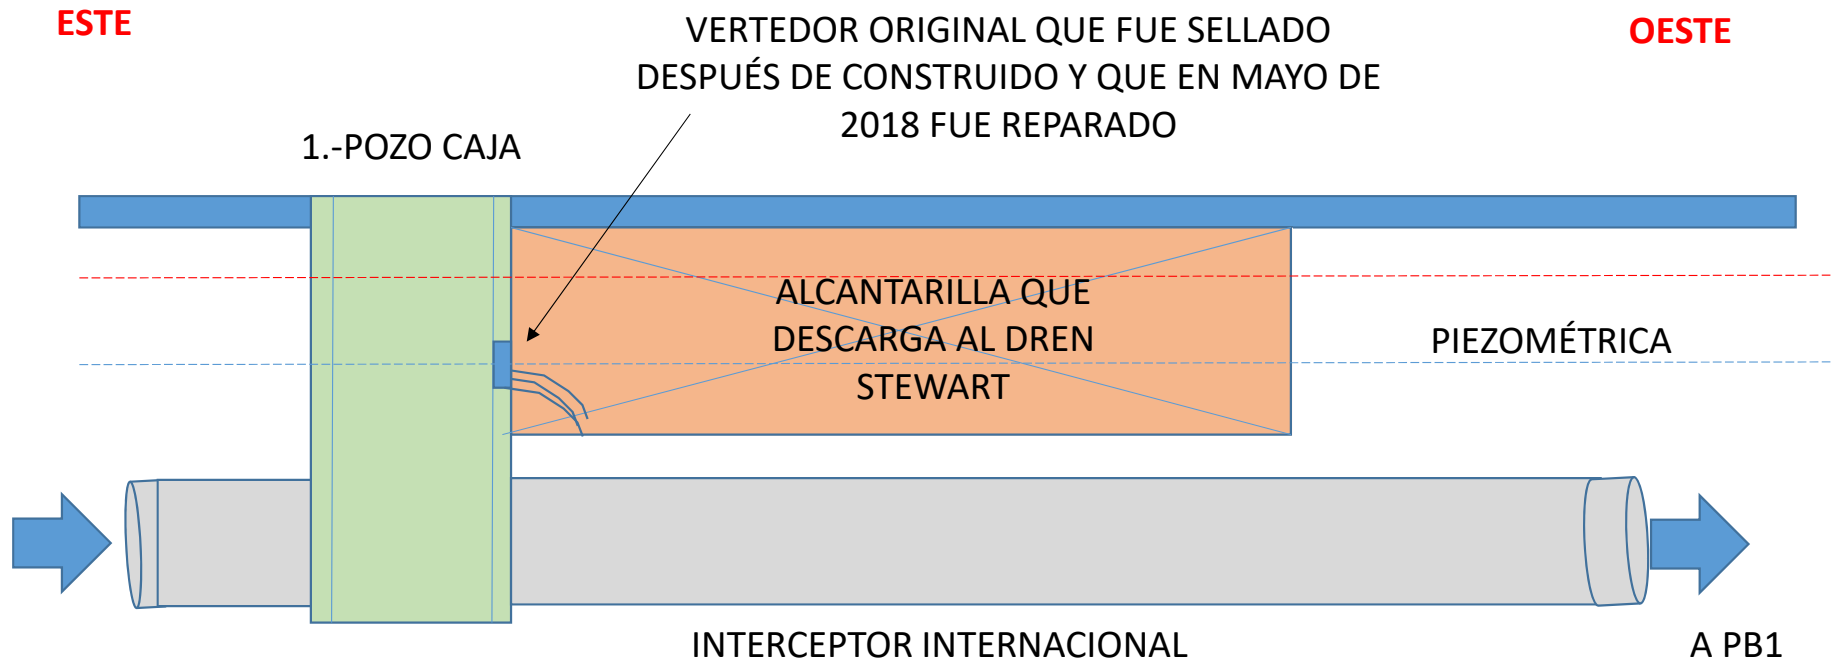 ESTE
VERTEDOR ORIGINAL QUE FUE SELLADO
DESPUÉS DE CONSTRUIDO Y QUE EN MAYO DE
2018 FUE REPARADO
OESTE
1.-POZO CAJA
ALCANTARILLA QUE
DESCARGA AL DREN
STEWART
PIEZOMÉTRICA
INTERCEPTOR INTERNACIONAL
A PB1